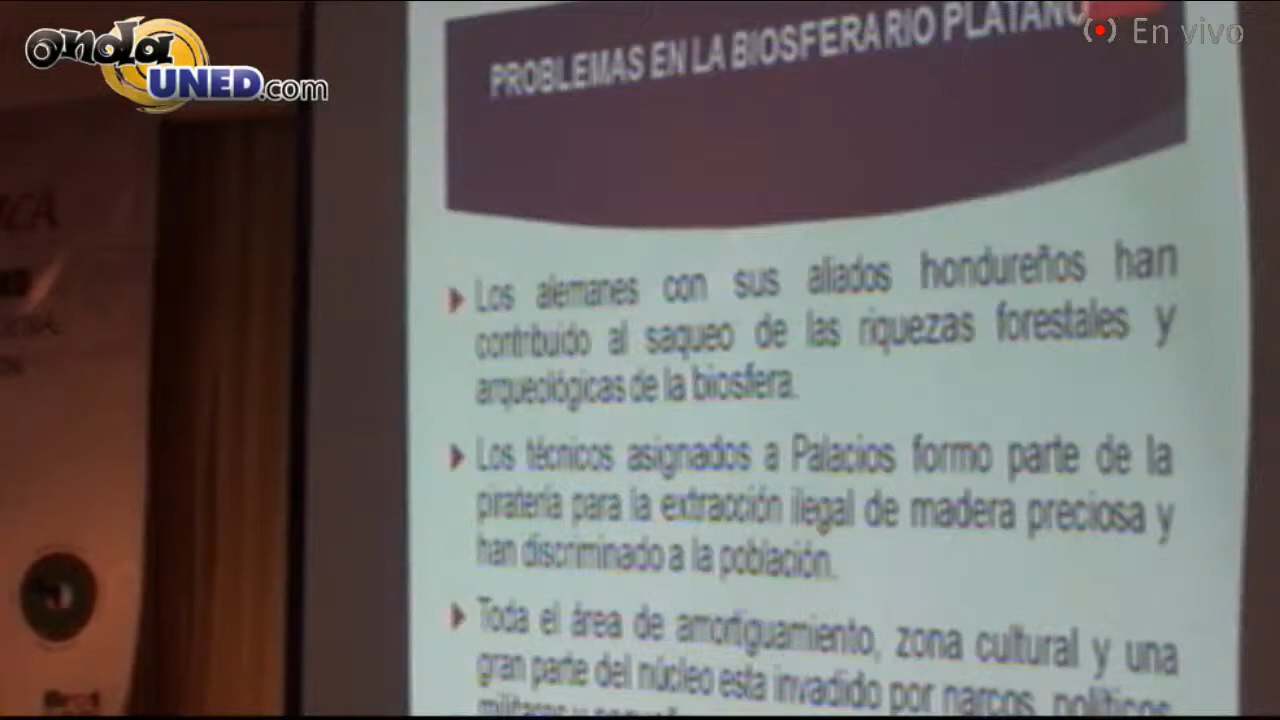 onda
UNED.com
En vivo
PROBLEMAS EN LA BIOSFERA RIO PLATANO
Los alemanes con sus aliados hondureños han
contribuido al saqueo de las riquezas forestales y
arqueológicas de la biosfera.
Los técnicos asignados a Palacios formo parte de la
piratería para la extracción ilegal de madera preciosa y
han discriminado a la población.
Toda el área de amortiguamiento, zona cultural y una
gran parte del núcleo esta invadido por narcos, políticos,
militares y